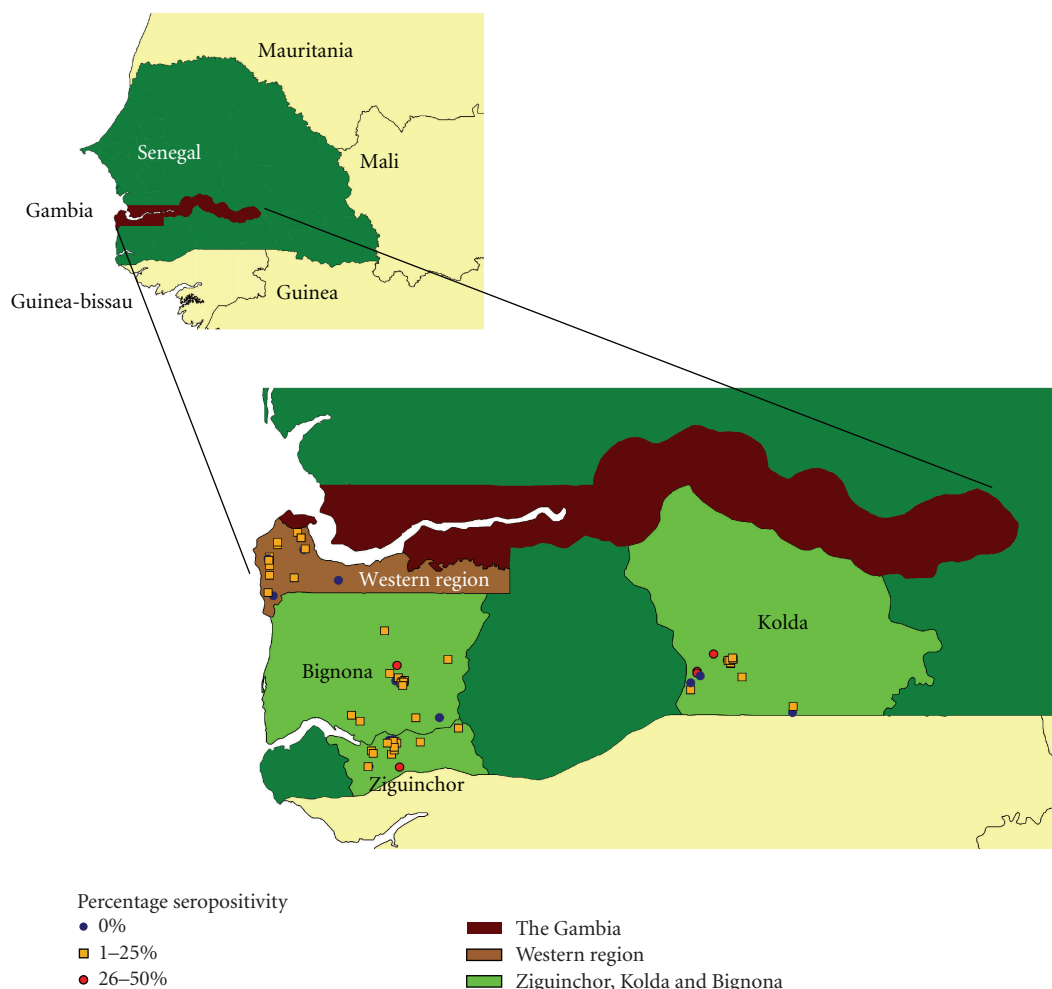 Mauritania
Senegal
Mali
Gambia
Guinea
Guinea-bissau
Western region
Kolda
Bignona
Ziguinchor
Percentage seropositivity
0%
1–25%
26–50%
The Gambia
Western region
Ziguinchor, Kolda and Bignona